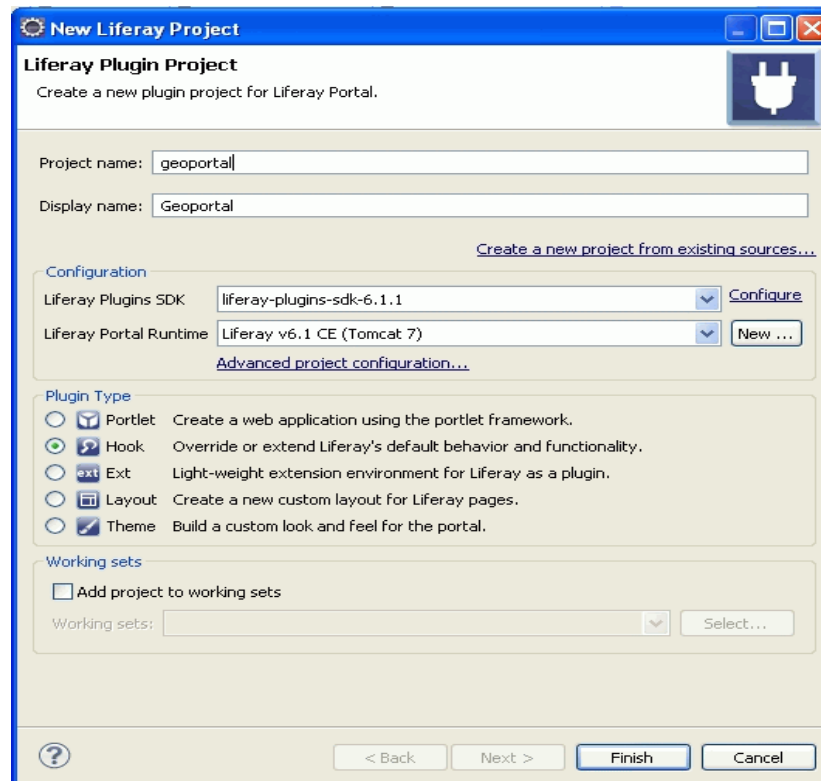 New Liferay Project
Liferay Plugin Project
Create a new plugin project for Liferay Portal.
Project name: geoportal
Display name: Geoportal
Create a new project from existing sources...
Configuration
Liferay Plugins SDK liferay-plugins-sdk-6.1.1 Configure
Liferay Portal Runtime Liferay v6.1 CE (Tomcat 7) New ...
Advanced project configuration...
Plugin Type
Portlet Create a web application using the portlet framework.
Hook Override or extend Liferay's default behavior and functionality.
ext Ext Light-weight extension environment for Liferay as a plugin.
Layout Create a new custom layout for Liferay pages.
Theme Build a custom look and feel for the portal.
Working sets
Add project to working sets
Working sets: Select...
? < Back Next > Finish Cancel